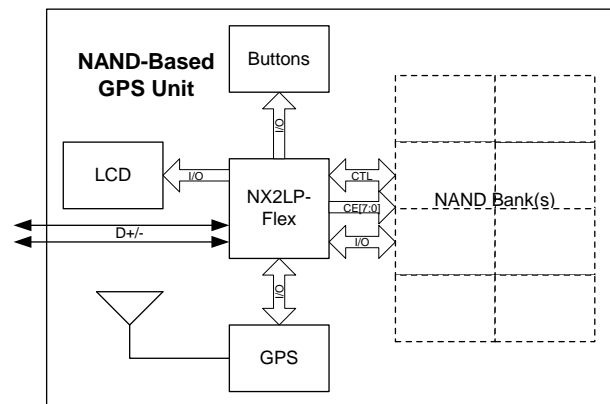 NAND-Based
GPS Unit
Buttons
I/O
LCD
I/O
NX2LP-
Flex
CTL
CE[7:0]
I/O
NAND Bank(s)
D+/-
I/O
GPS